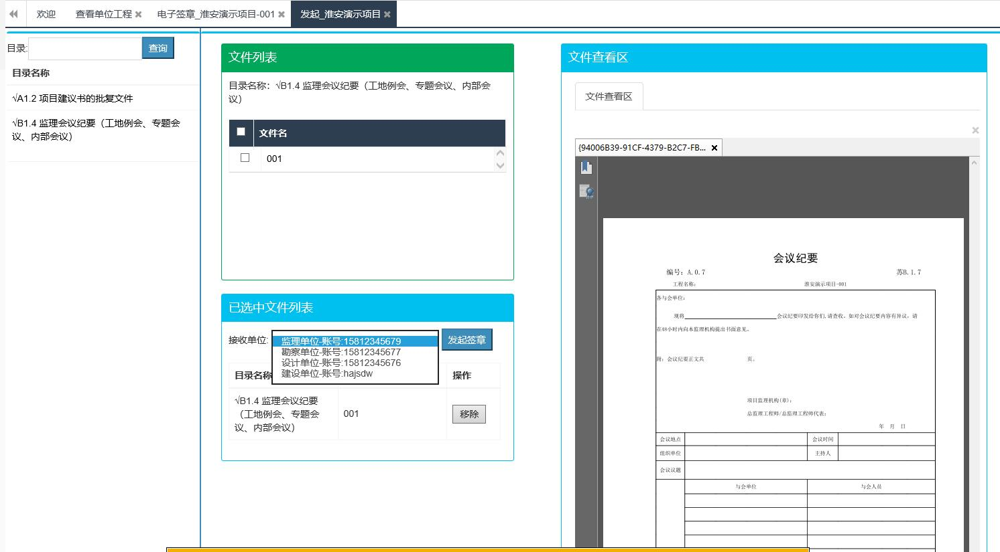 欢迎
查看单位工程
电子签章_淮安演示项目-001
发起_淮安演示项目
目录:
查询
目录名称
√A1.2 项目建议书的批复文件
√B1.4 监理会议纪要（工地例会、专题会
议、内部会议）
文件列表
目录名称：√B1.4 监理会议纪要（工地例会、专题会议、内部会
议）
文件名
001
已选中文件列表
接收单位:
监理单位-账号:15812345679
勘察单位-账号:15812345677
设计单位-账号:15812345676
建设单位-账号:hajsdw
发起签章
目录名称
操作
√B1.4 监理会议纪要
（工地例会、专题会
议、内部会议）
001
移除
文件查看区
文件查看区
{94006B39-91CF-4379-B2C7-FB...
会议纪要
编号: A.0.7
苏B.1.7
工程名称:
淮安演示项目-001
各与会单位:
现将 会议纪要印发给你们,请查收。如对会议纪要内容有异议，请
在48小时内向本监理机构提出书面意见。
附: 会议纪要正文共 页。
项目监理机构(章):
总监理工程师/总监理工程师代表:
年 月 日
会议地点
会议时间
组织单位
主持人
会议议题
与会单位
与会人员